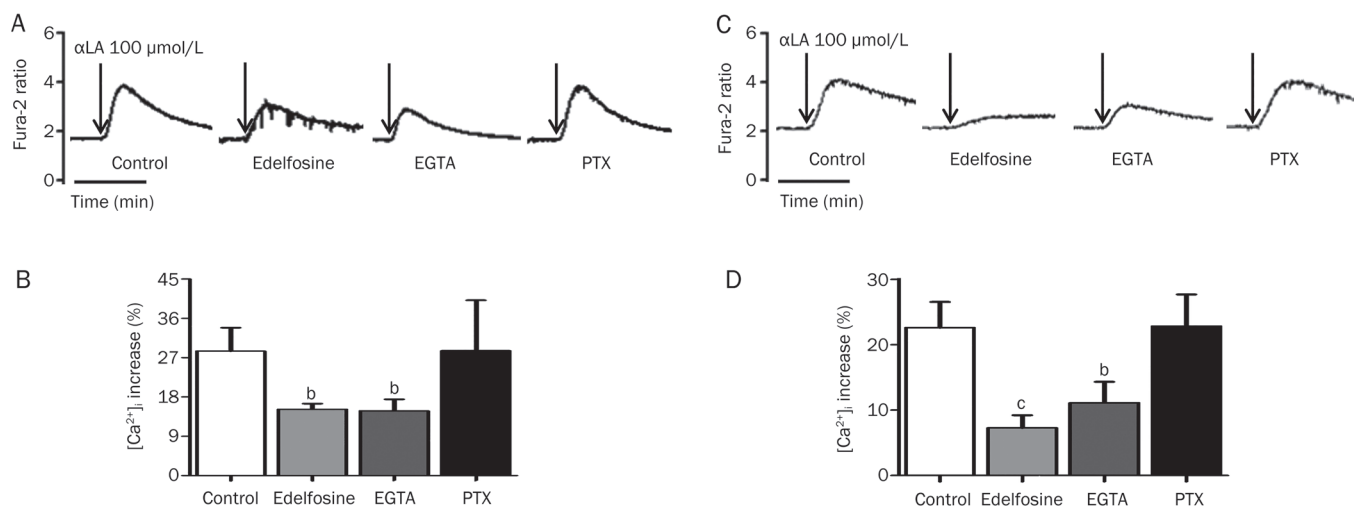 A
Fura-2 ratio
6
4
2
0
αLA 100 μmol/L
Control
Edelfosine
EGTA
PTX
Time (min)
C
Fura-2 ratio
6
4
2
0
αLA 100 μmol/L
Control
Edelfosine
EGTA
PTX
Time (min)
B
[Ca²⁺]ᵢ increase (%)
45
36
27
18
9
0
b
b
Control
Edelfosine
EGTA
PTX
D
[Ca²⁺]ᵢ increase (%)
30
20
10
0
c
b
Control
Edelfosine
EGTA
PTX